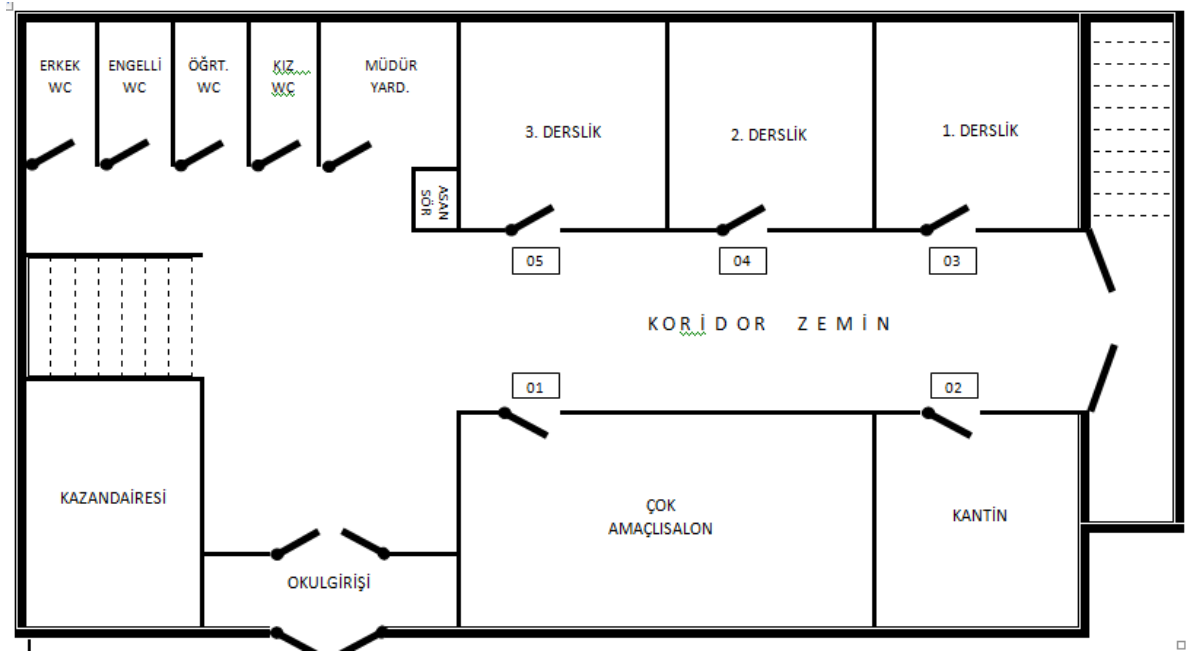 ERKEK
WC
ENGELLİ
WC
ÖĞRT.
WC
KIZ
WC
MÜDÜR
YARD.
3. DERSLİK
2. DERSLİK
1. DERSLİK
ASAN
SÖR
05
04
03
KORİDOR ZEMİN
01
02
KAZANDAİRESİ
ÇOK
AMAÇLISALON
KANTİN
OKULGİRİŞİ